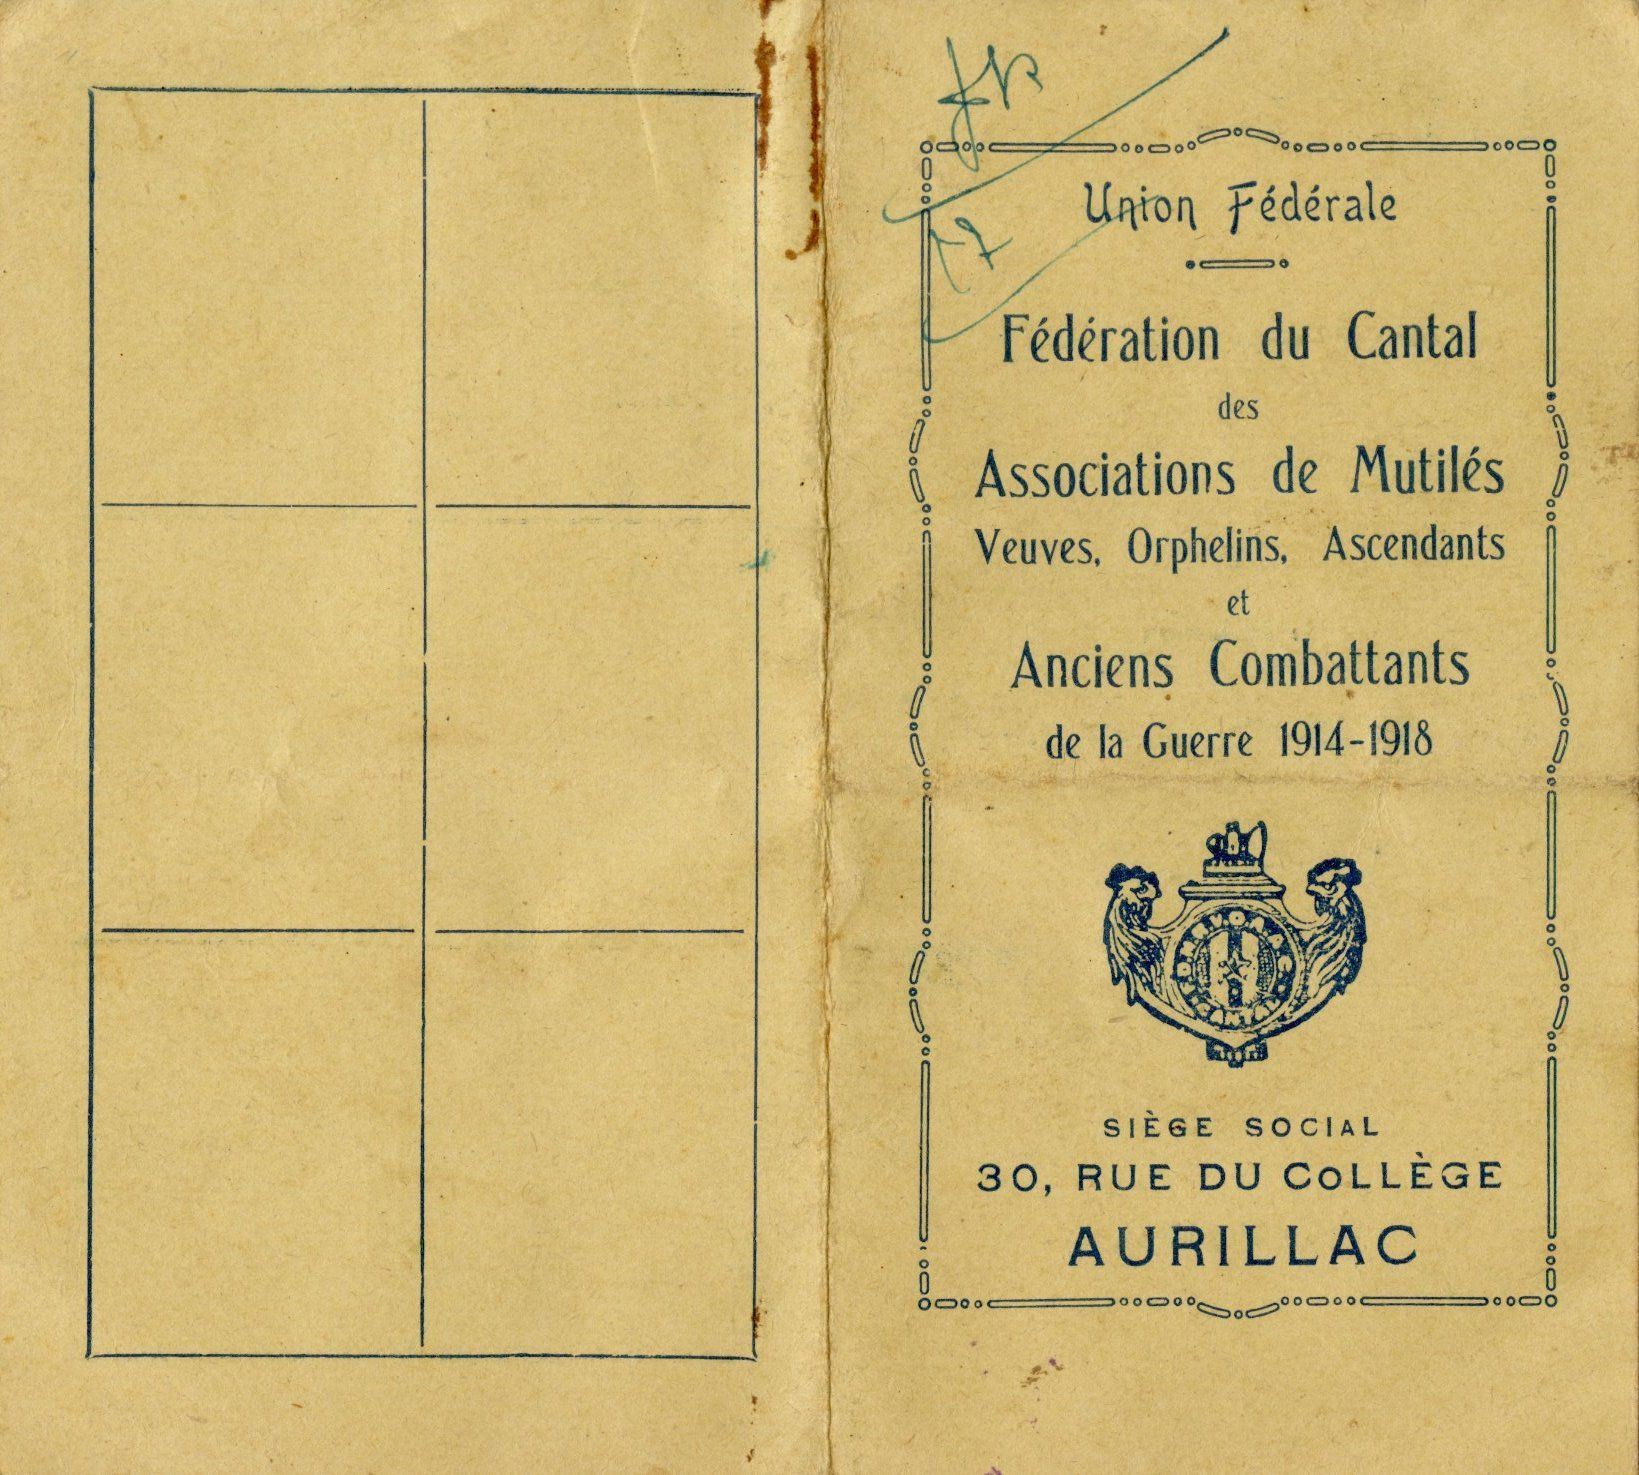 Union Fédérale
Fédération du Cantal
des
Associations de Mutilés
Veuves, Orphelins, Ascendants
et
Anciens Combattants
de la Guerre 1914-1918
SIÈGE SOCIAL
30, RUE DU COLLÈGE
AURILLAC